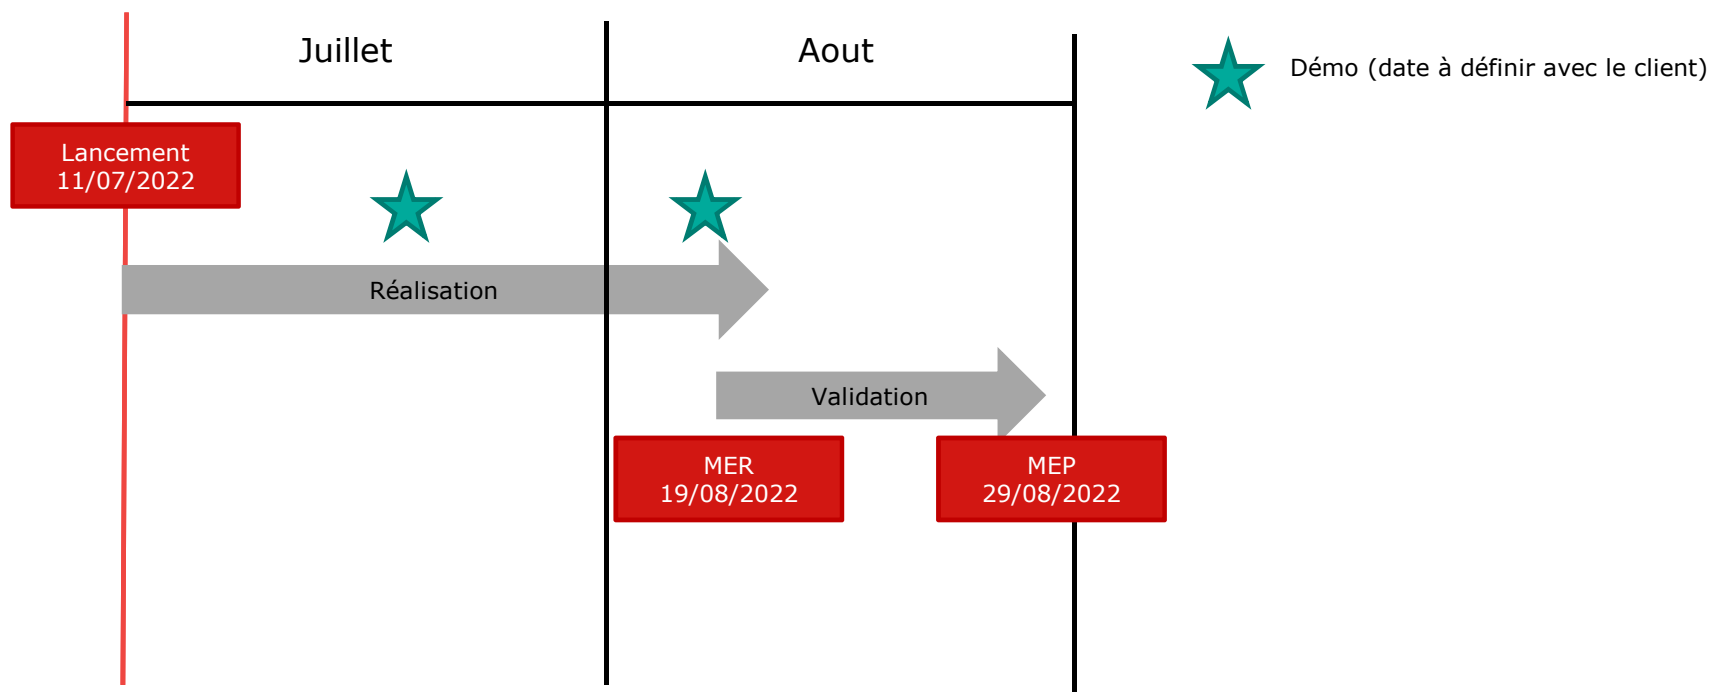 Juillet
Aout
Démo (date à définir avec le client)
Lancement
11/07/2022
Réalisation
Validation
MER
19/08/2022
MEP
29/08/2022